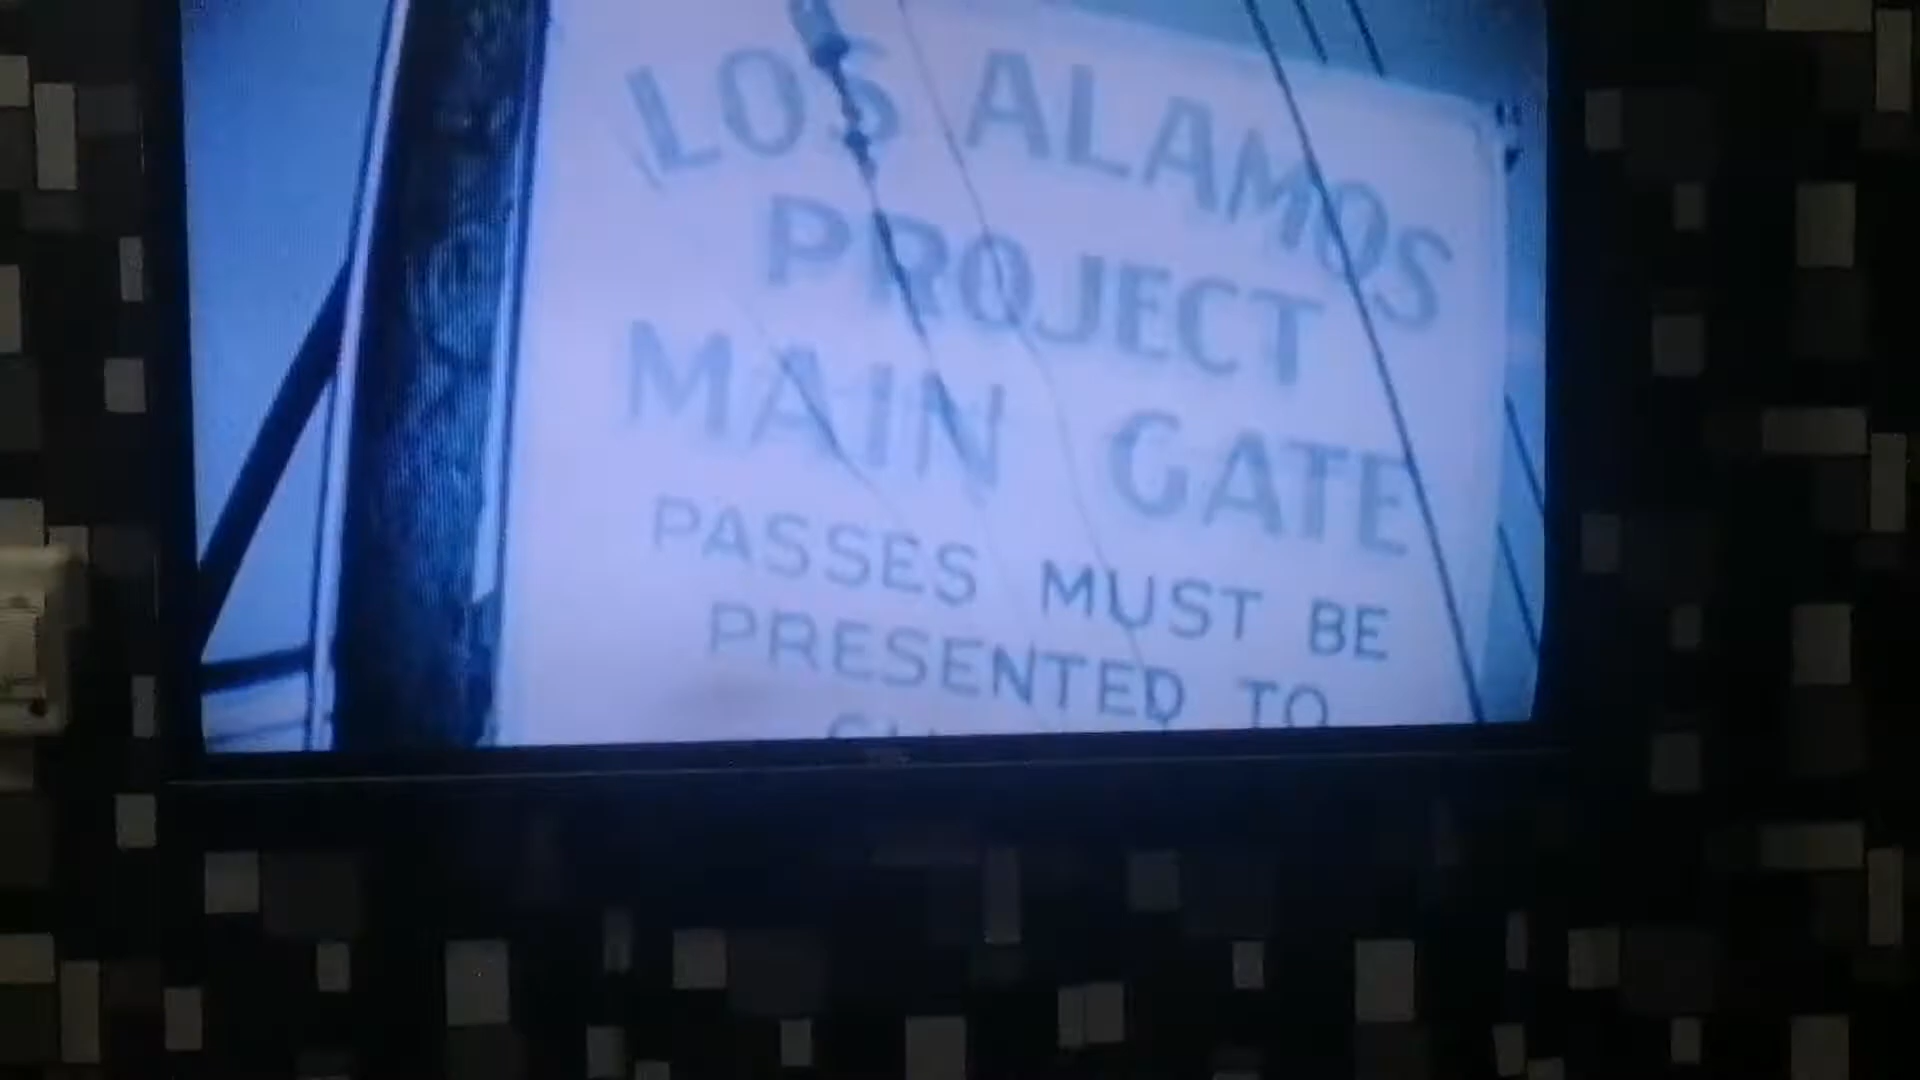 LOS ALAMOS
PROJECT
MAIN GATE
PASSES MUST BE
PRESENTED TO